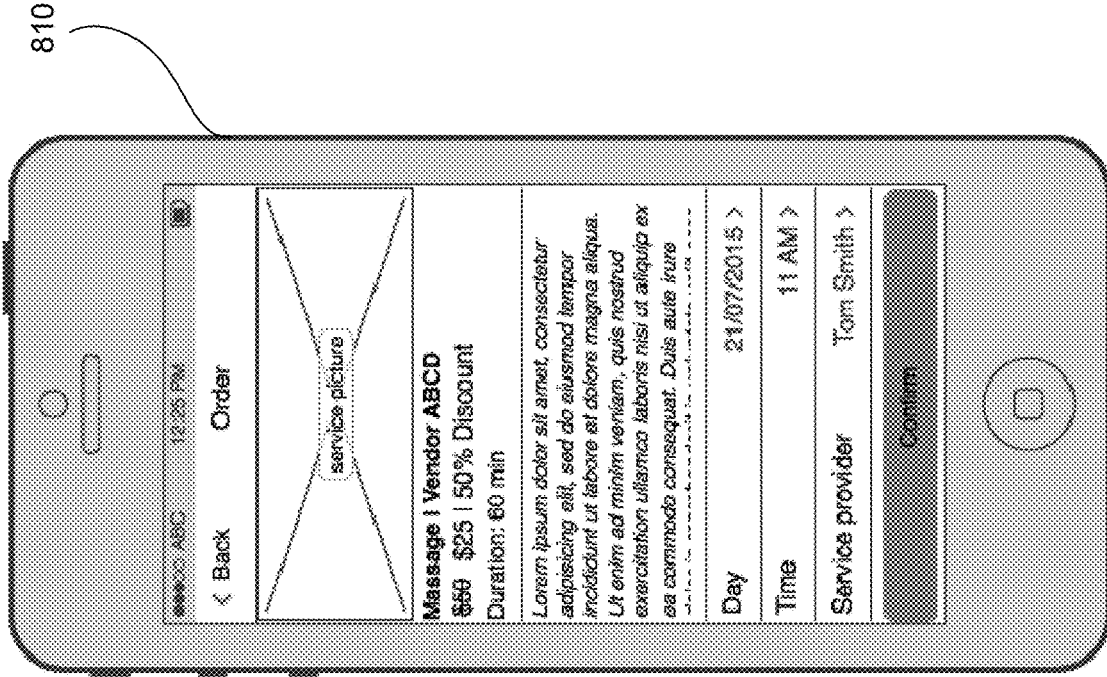 810
ABC 12:25 PM
< Back Order
service picture
Massage | Vendor ABCD
$50 $25 | 50% Discount
Duration: 60 min
Lorem ipsum dolor sit amet, consectetur
adipisicing elit, sed do eiusmod tempor
incididunt ut labore et dolore magna aliqua.
Ut enim ad minim veniam, quis nostrud
exercitation ullamco laboris nisi ut aliquip ex
ea commodo consequat. Duis aute irure
Day 21/07/2015 >
Time 11 AM >
Service provider Tom Smith >
Confirm